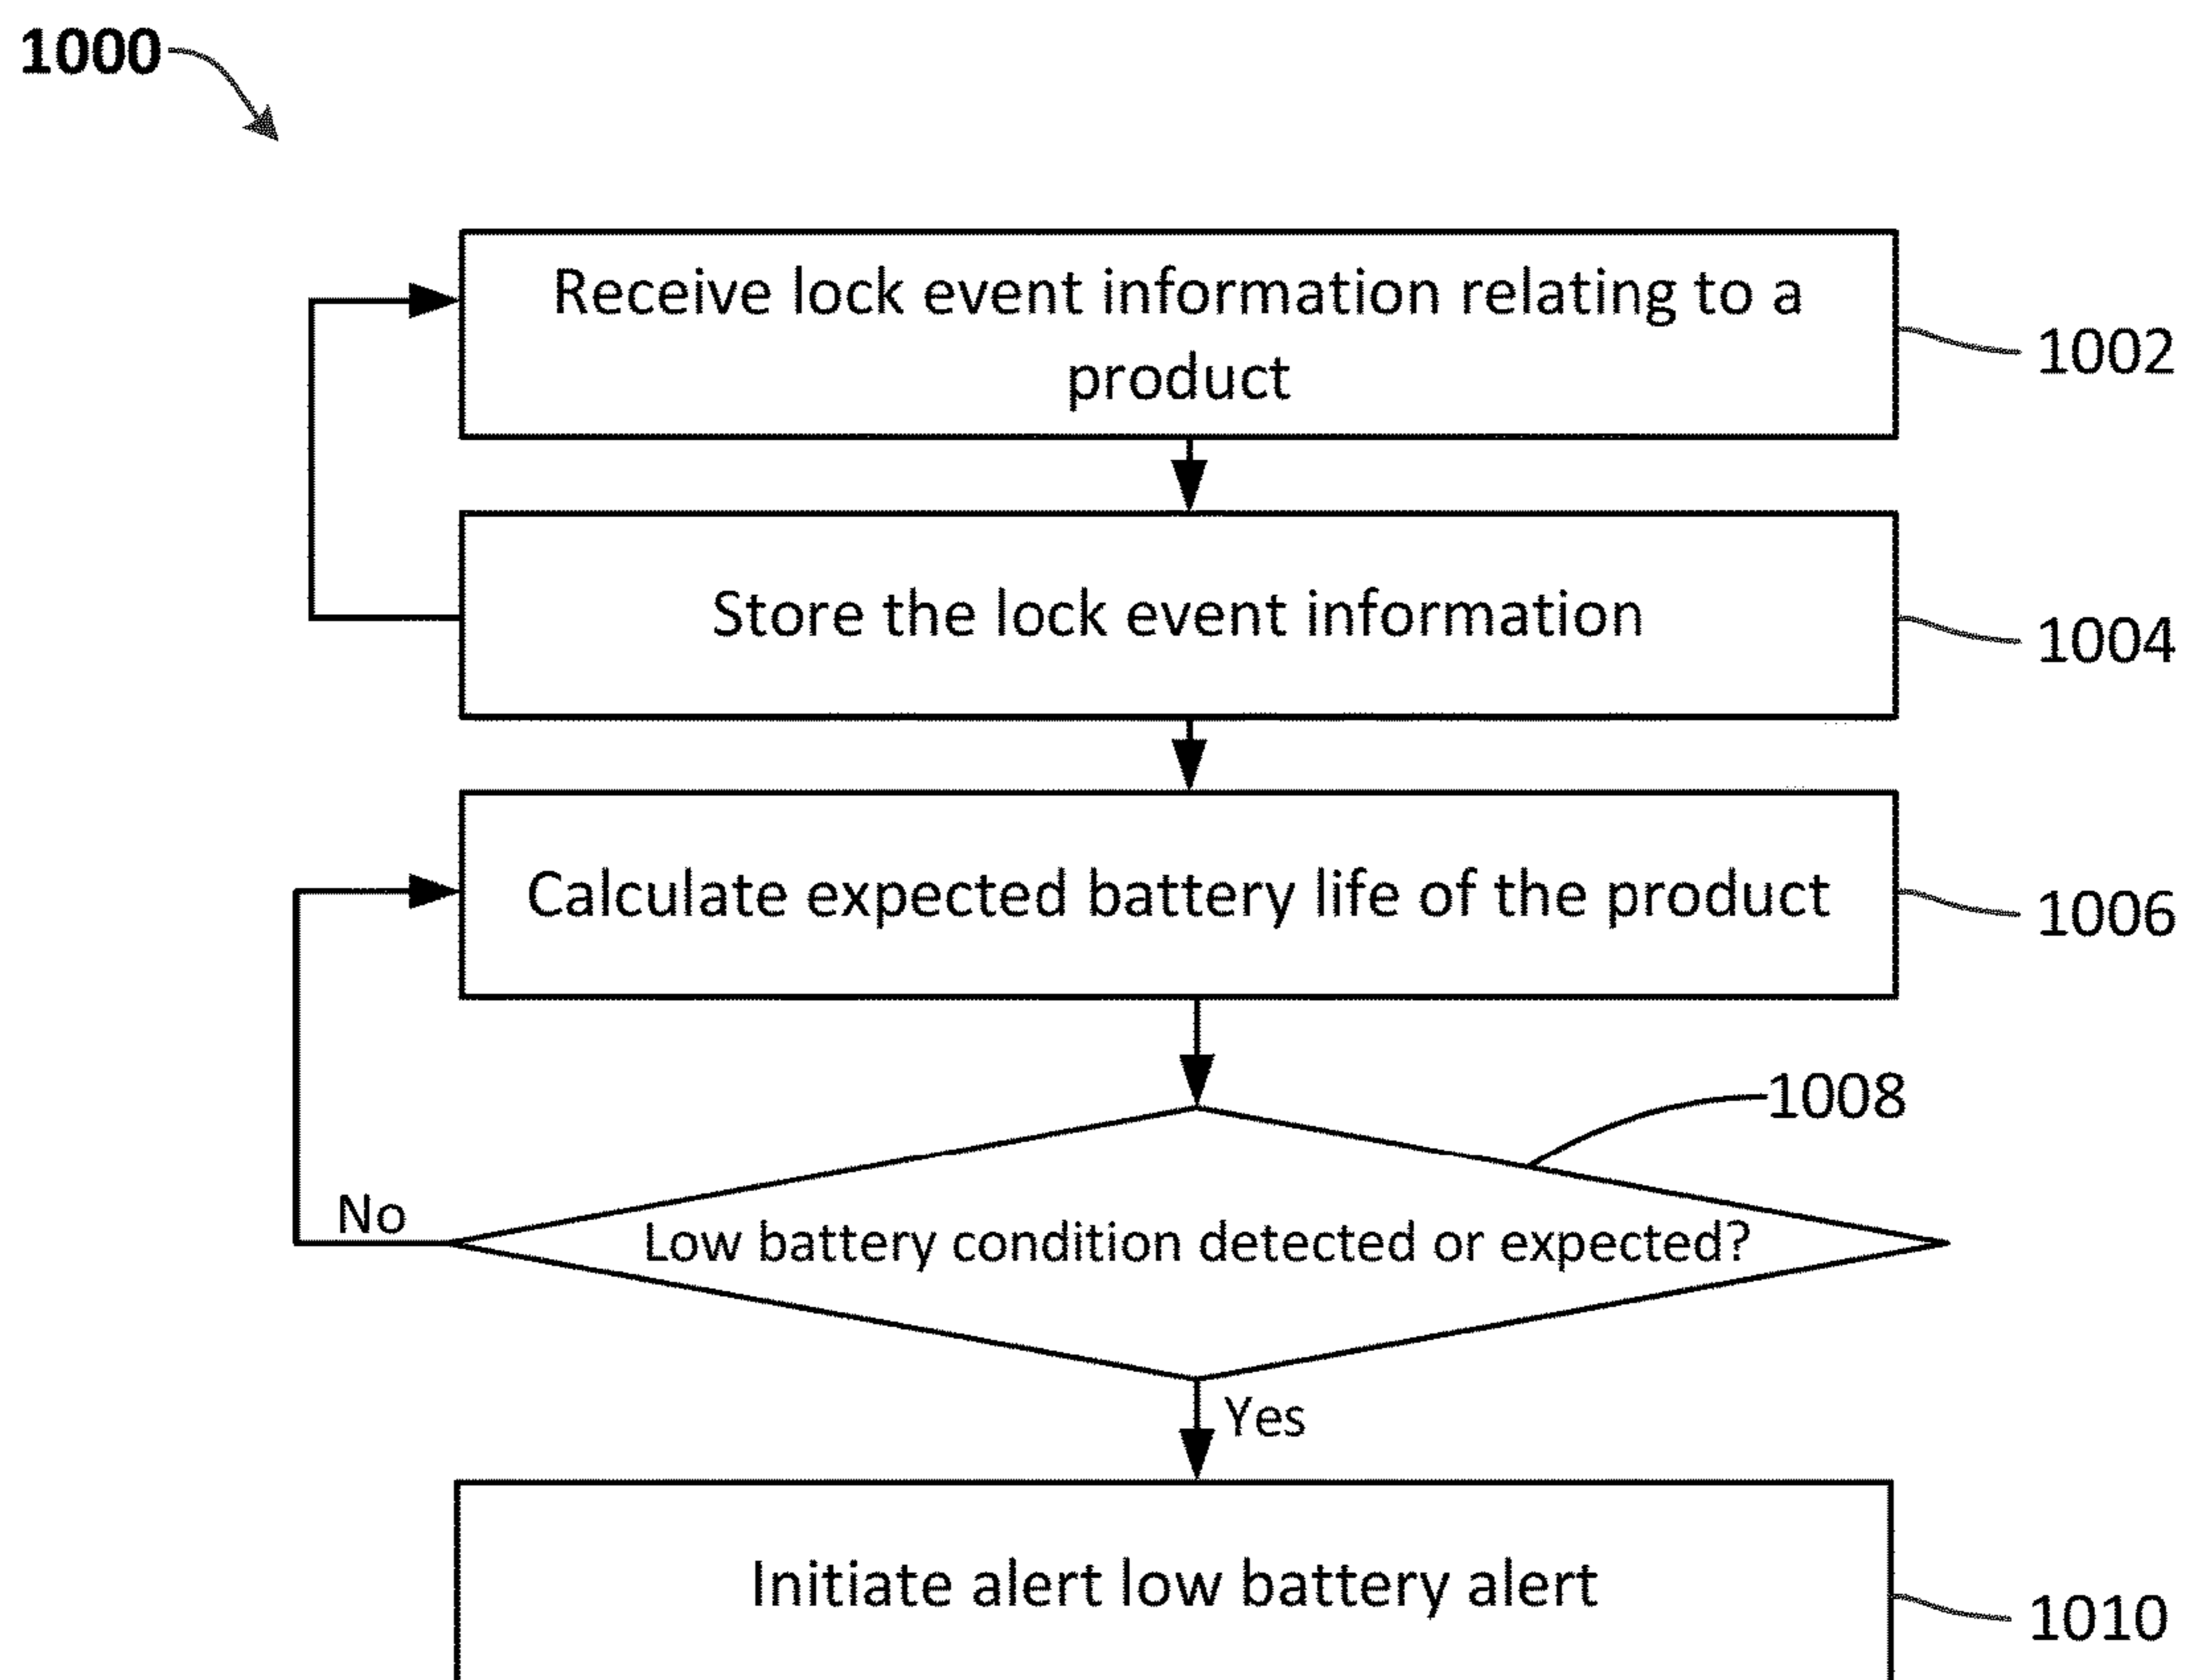 1000
Receive lock event information relating to a
product
1002
Store the lock event information
1004
Calculate expected battery life of the product
1006
1008
Low battery condition detected or expected?
No
Yes
Initiate alert low battery alert
1010